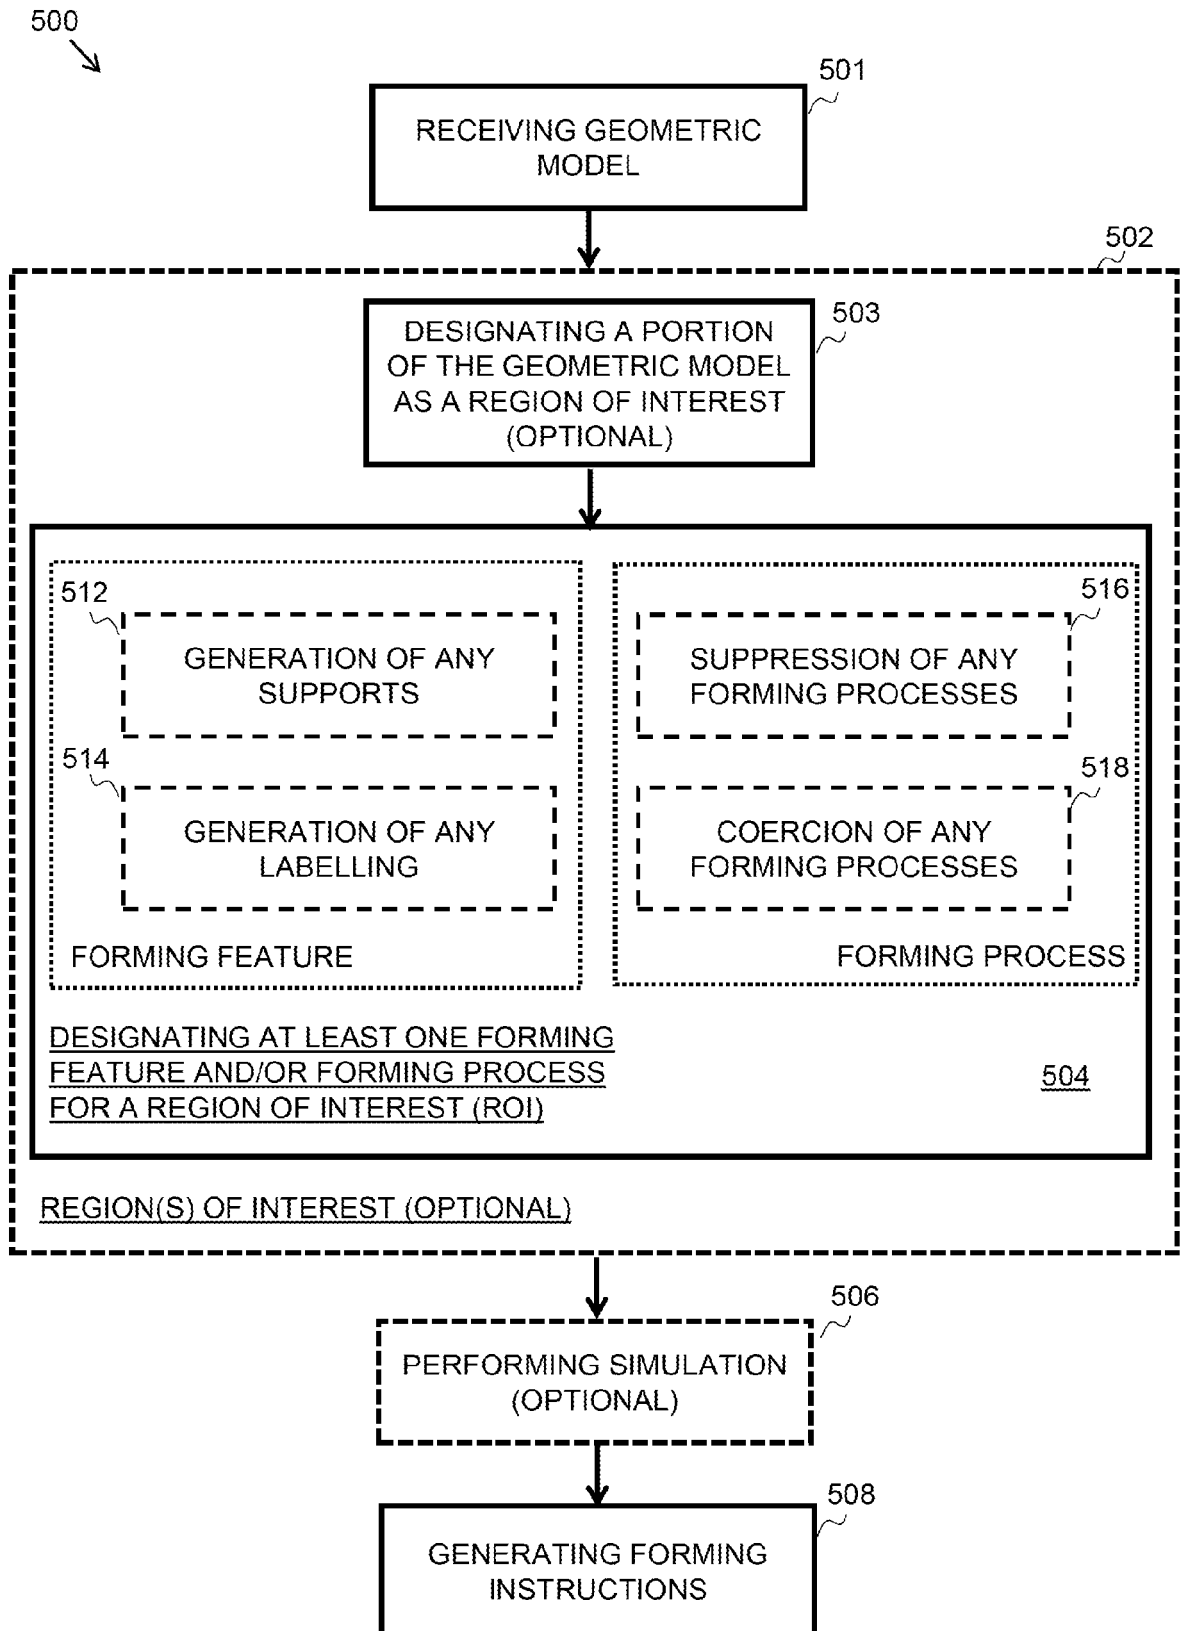 500
501
RECEIVING GEOMETRIC
MODEL
502
503
DESIGNATING A PORTION
OF THE GEOMETRIC MODEL
AS A REGION OF INTEREST
(OPTIONAL)
512
GENERATION OF ANY
SUPPORTS
516
SUPPRESSION OF ANY
FORMING PROCESSES
514
GENERATION OF ANY
LABELLING
518
COERCION OF ANY
FORMING PROCESSES
FORMING FEATURE
FORMING PROCESS
DESIGNATING AT LEAST ONE FORMING
FEATURE AND/OR FORMING PROCESS
FOR A REGION OF INTEREST (ROI)
504
REGION(S) OF INTEREST (OPTIONAL)
506
PERFORMING SIMULATION
(OPTIONAL)
508
GENERATING FORMING
INSTRUCTIONS